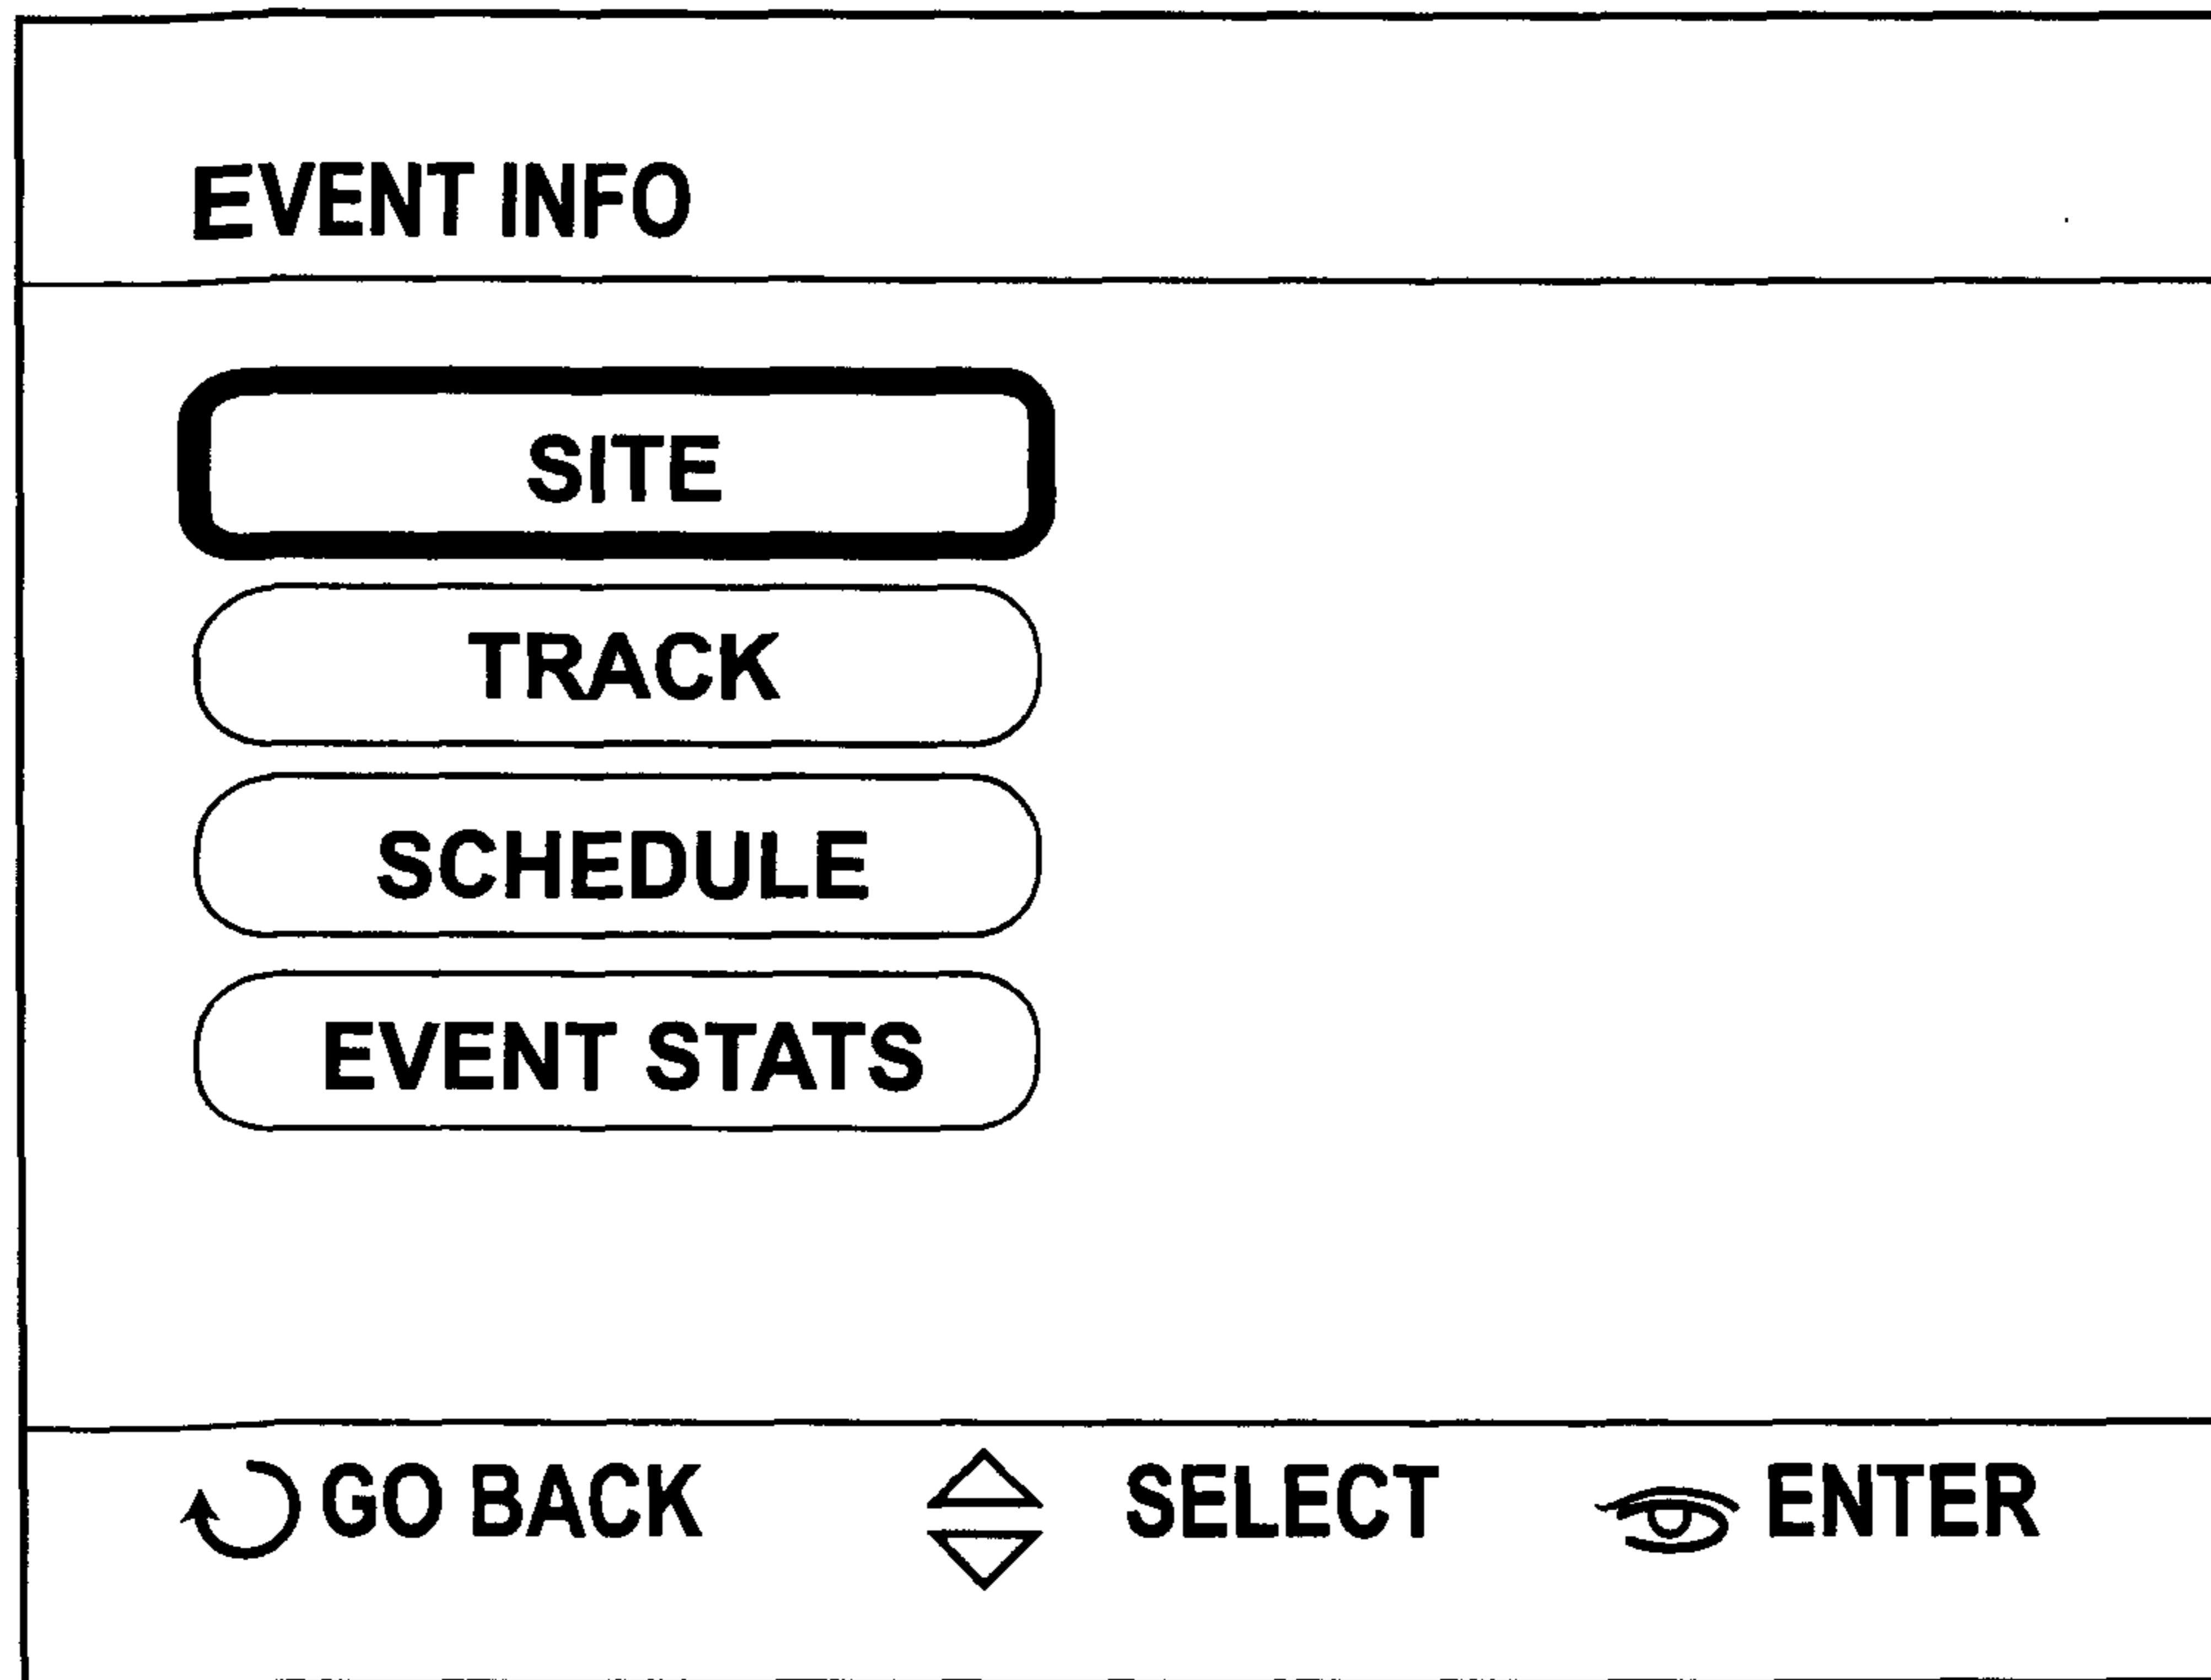 EVENT INFO
SITE
TRACK
SCHEDULE
EVENT STATS
GO BACK SELECT ENTER